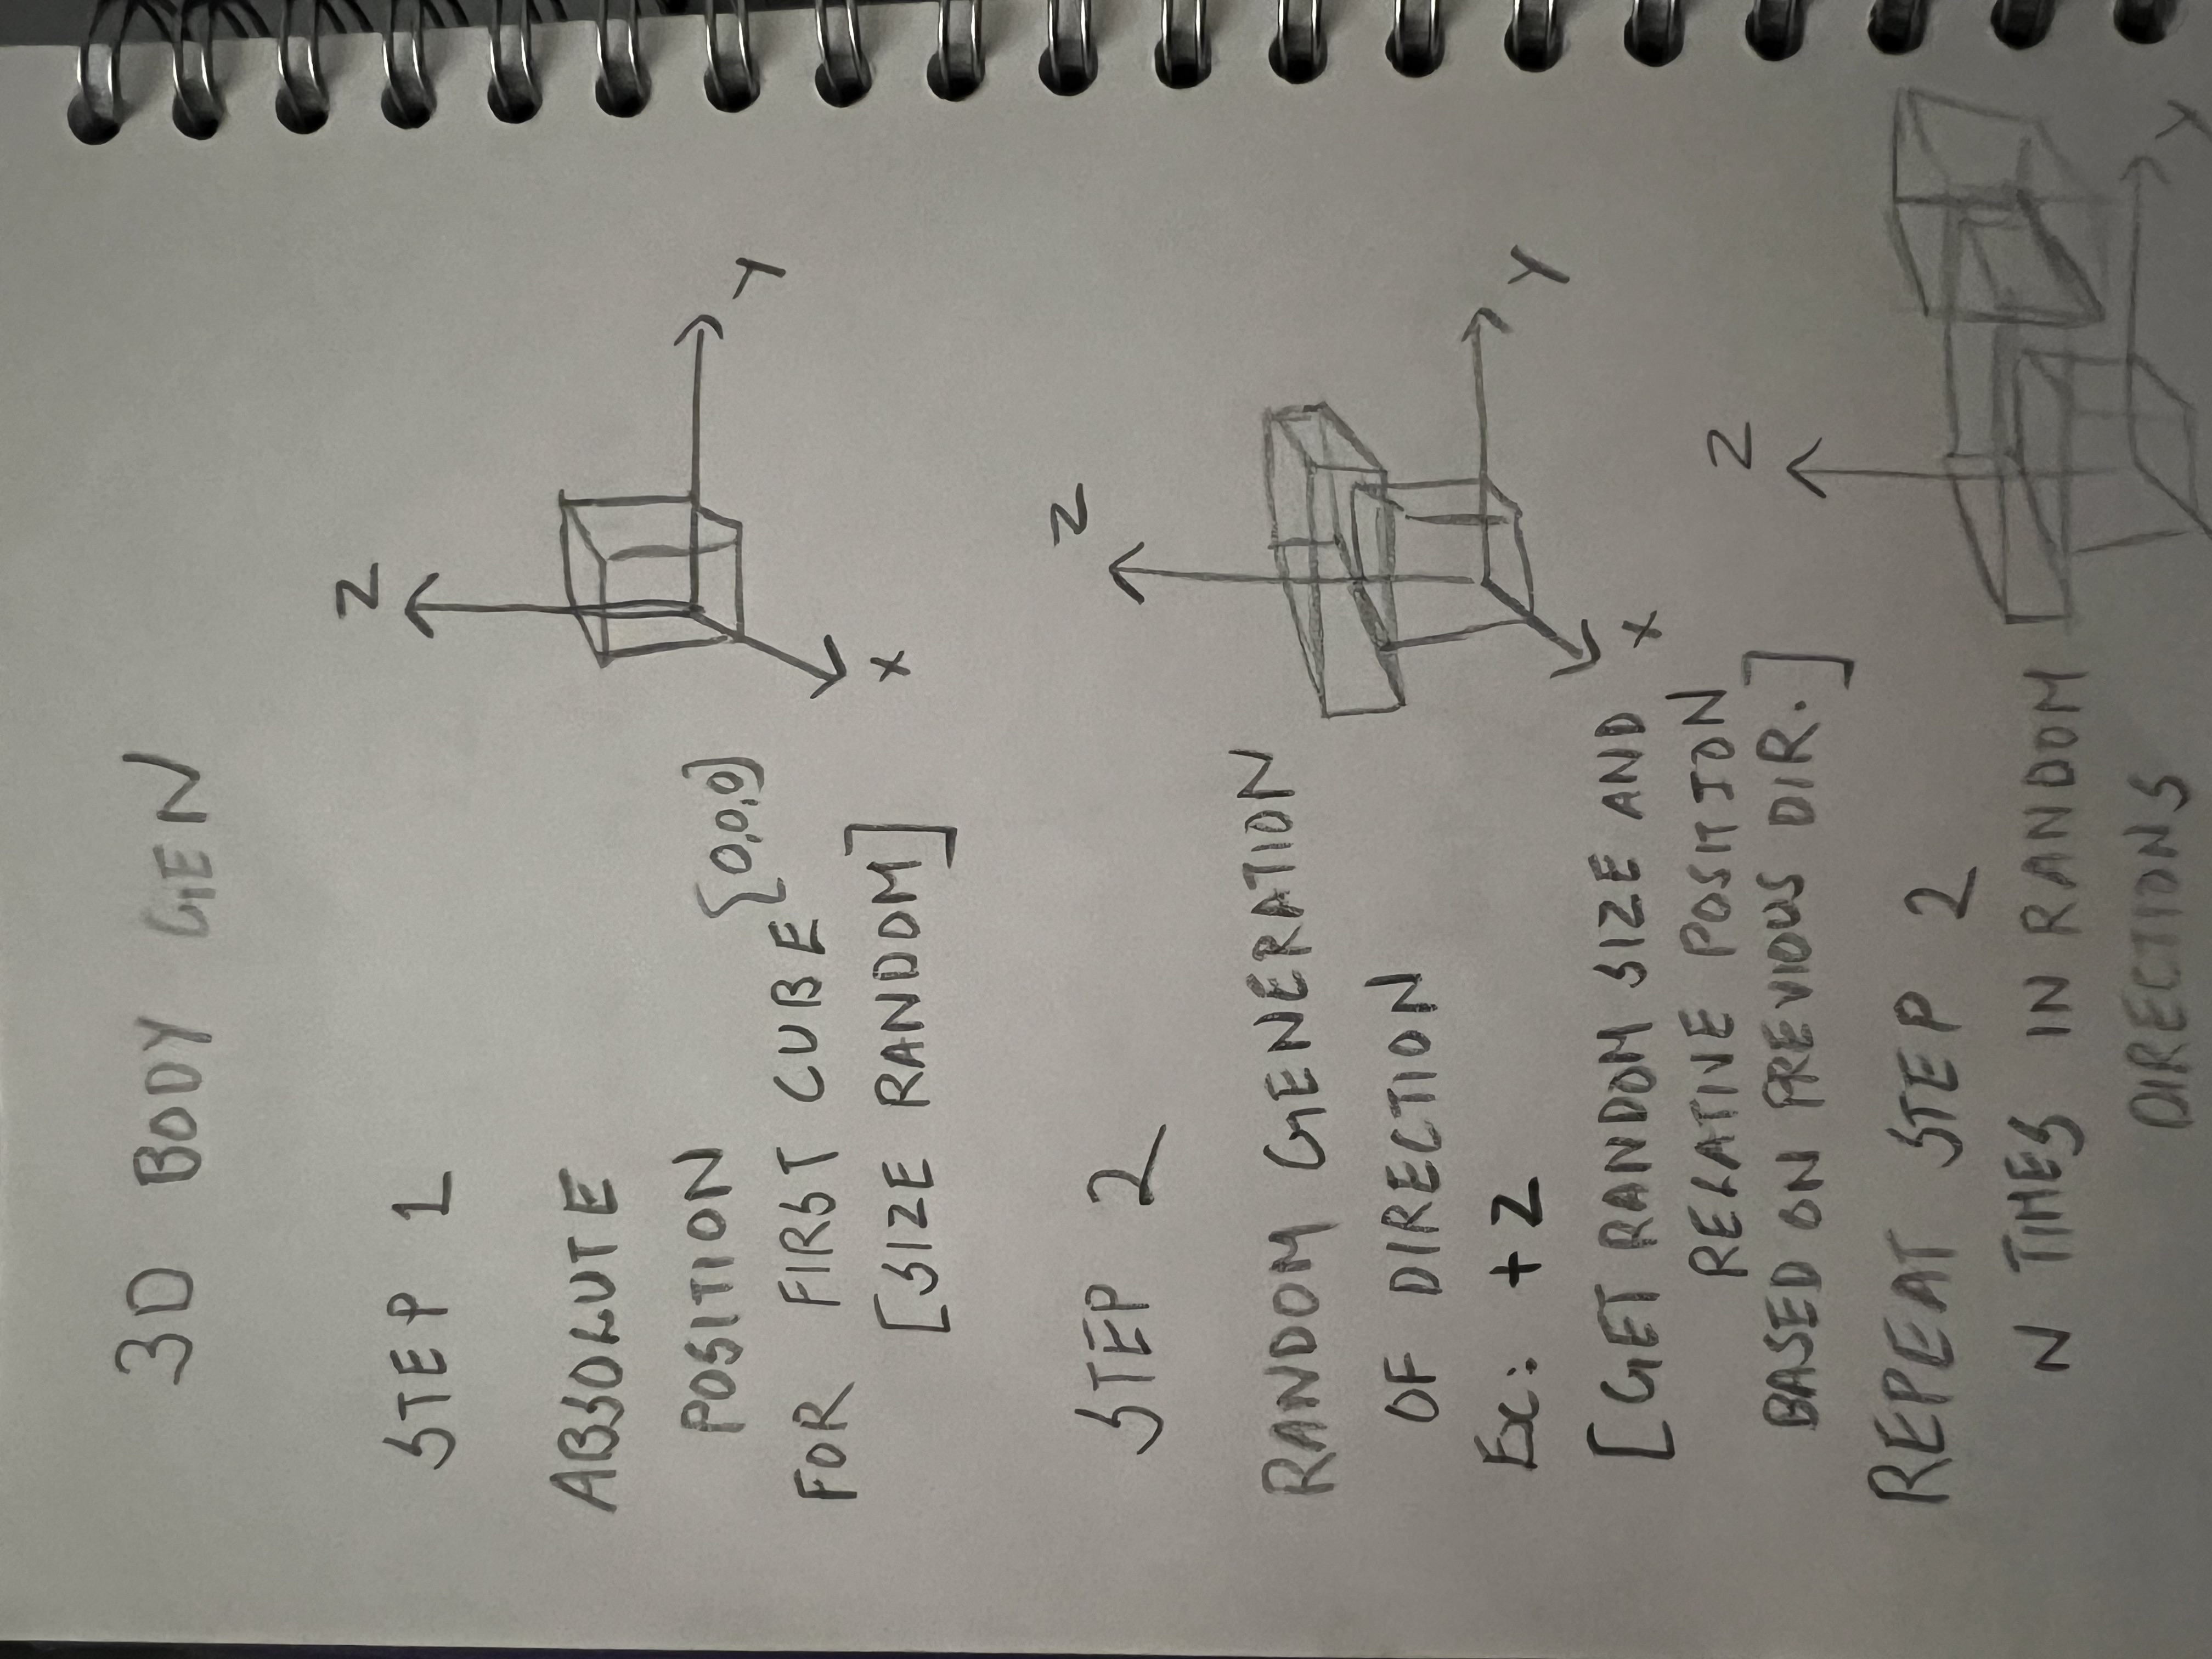 3D BODY GEN
Z
STEP 1
ABSOLUTE
POSITION
{0,0,0}
Y
FOR FIRST CUBE
X
[SIZE RANDOM]
Z
STEP 2
RANDOM GENERATION
OF DIRECTION
Ex: +Z
Y
[GET RANDOM SIZE AND
X
RELATIVE POSITION
Z
BASED ON PREVIOUS DIR.]
REPEAT STEP 2
N TIMES IN RANDOM
DIRECTIONS
Y